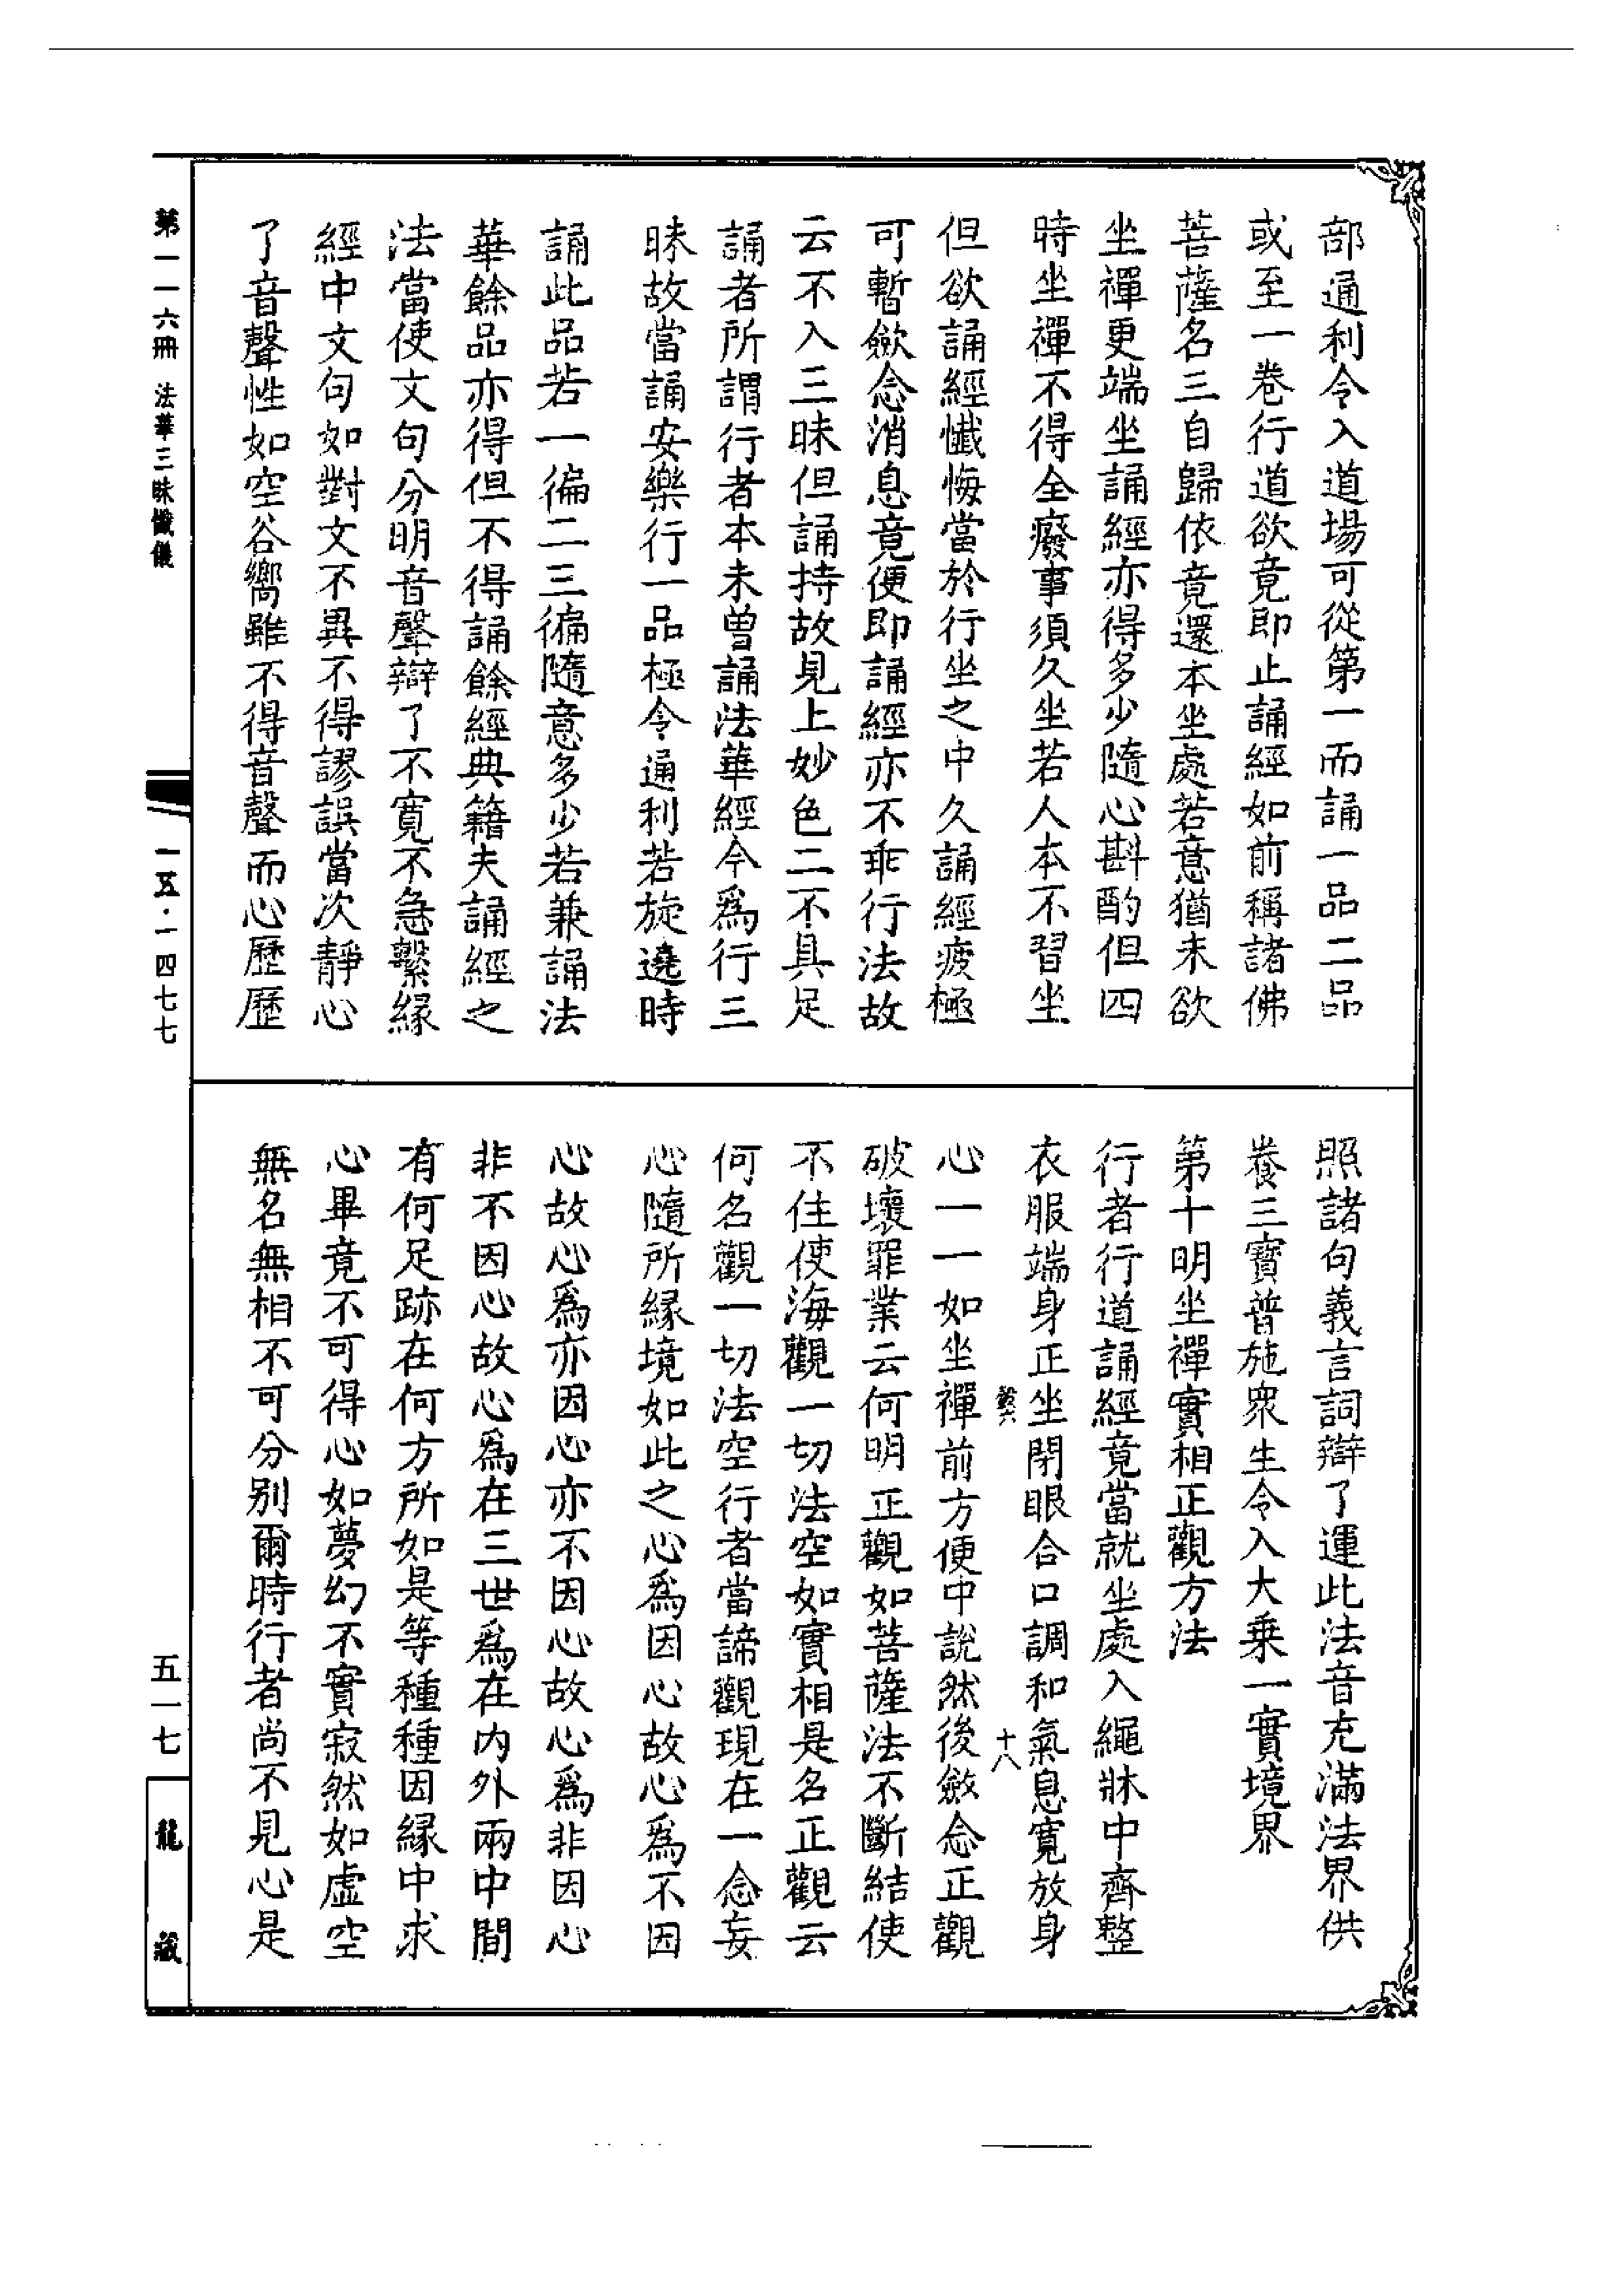 部通利令入道場可從第一而誦一品二品
或至一卷行道欲竟即止誦經如前稱諸佛
菩薩名三自歸依竟還本坐處若意猶未欲
坐禪更端坐誦經亦得多少隨心斟酌但四
時坐禪不得全癈事須久坐若人本不習坐
但欲誦經懺悔當於行坐之中久誦經疲極
可暫斂念消息竟便即誦經亦不乖行法故
云不入三昧但誦持故見上妙色二不具足
誦者所謂行者本未曾誦法華經今爲行三
昧故當誦安樂行一品極令通利若旋遶時
誦此品若一徧二三徧隨意多少若兼誦法
華餘品亦得但不得誦餘經典籍夫誦經之
法當使文句分明音聲辯了不寬不急繫緣
經中文句如對文不異不得謬誤當次靜心
了音聲性如空谷嚮雖不得音聲而心歷歷
照諸句義言詞辯了運此法音充滿法界供
養三寶普施衆生令入大乘一實境界
第十明坐禪實相正觀方法
行者行道誦經竟當就坐處入繩牀中齊整
衣服端身正坐閉眼合口調和氣息寬放身
十八
心一一如坐禪前方便中說然後斂念正觀
破壞罪業云何明正觀如菩薩法不斷結使
不住使海觀一切法空如實相是名正觀云
何名觀一切法空行者當諦觀現在一念妄
心隨所緣境如此之心爲因心故心爲不因
心故心爲亦因心亦不因心故心爲非因心
非不因心故心爲在三世爲在内外兩中間
有何足跡在何方所如是等種種因緣中求
心畢竟不可得心如夢幻不實寂然如虛空
無名無相不可分别爾時行者尚不見心是
第一一六冊 法華三昧懺儀
一五·一四七七
五一七
龍藏